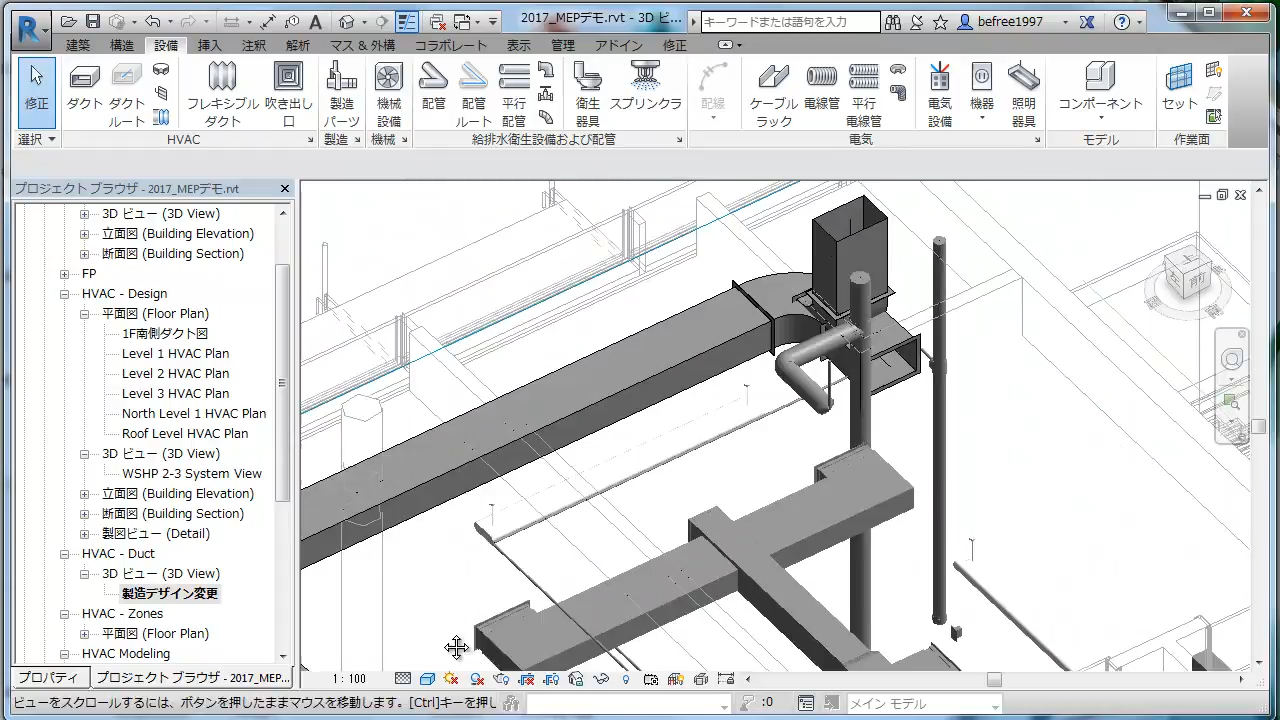 2017_MEPデモ.rvt - 3D ビ...
キーワードまたは語句を入力
befree1997
建築 構造 設備 挿入 注釈 解析 マス & 外構 コラボレート 表示 管理 アドイン 修正
修正
ダクト
ダクト ルート
フレキシブル ダクト
吹き出し 口
製造 パーツ
機械 設備
配管
配管 ルート
平行 配管
衛生 器具
スプリンクラ
配線
ケーブル ラック
電線管
平行 電線管
電気 設備
機器
照明 器具
コンポーネント
セット
選択 HVAC 製造 機械 給排水衛生設備および配管 電気 モデル 作業面
プロジェクト ブラウザ - 2017_MEPデモ.rvt
3D ビュー (3D View)
立面図 (Building Elevation)
断面図 (Building Section)
FP
HVAC - Design
平面図 (Floor Plan)
1F南側ダクト図
Level 1 HVAC Plan
Level 2 HVAC Plan
Level 3 HVAC Plan
North Level 1 HVAC Plan
Roof Level HVAC Plan
3D ビュー (3D View)
WSHP 2-3 System View
立面図 (Building Elevation)
断面図 (Building Section)
製図ビュー (Detail)
HVAC - Duct
3D ビュー (3D View)
製造デザイン変更
HVAC - Zones
平面図 (Floor Plan)
HVAC Modeling
上
前
プロパティ プロジェクト ブラウザ - 2017_MEP...
1 : 100
ビューをスクロールするには、ボタンを押したままマウスを移動します。[Ctrl]キーを押し
:0
メイン モデル